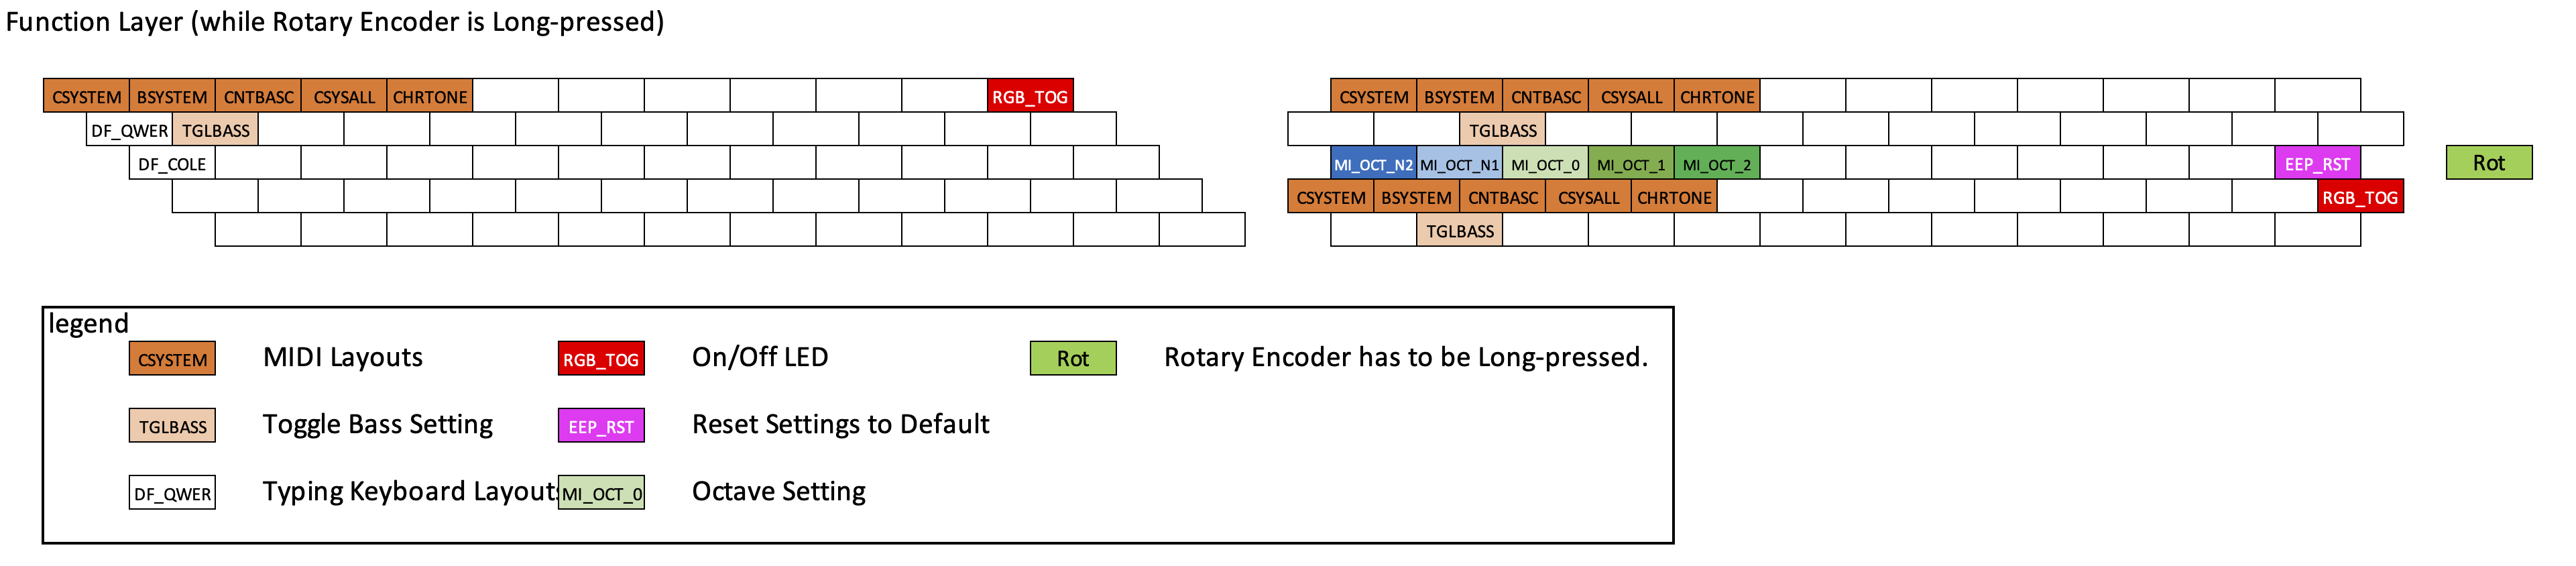 Function Layer (while Rotary Encoder is Long-pressed)
CSYSTEM BSYSTEM CNTBASC CSYSALL CHRTONE RGB_TOG
DF_QWER TGLBASS
DF_COLE
CSYSTEM BSYSTEM CNTBASC CSYSALL CHRTONE
TGLBASS
MI_OCT_N2 MI_OCT_N1 MI_OCT_0 MI_OCT_1 MI_OCT_2 EEP_RST
CSYSTEM BSYSTEM CNTBASC CSYSALL CHRTONE RGB_TOG
TGLBASS
Rot
legend
CSYSTEM MIDI Layouts RGB_TOG On/Off LED Rot Rotary Encoder has to be Long-pressed.
TGLBASS Toggle Bass Setting EEP_RST Reset Settings to Default
DF_QWER Typing Keyboard Layouts MI_OCT_0 Octave Setting